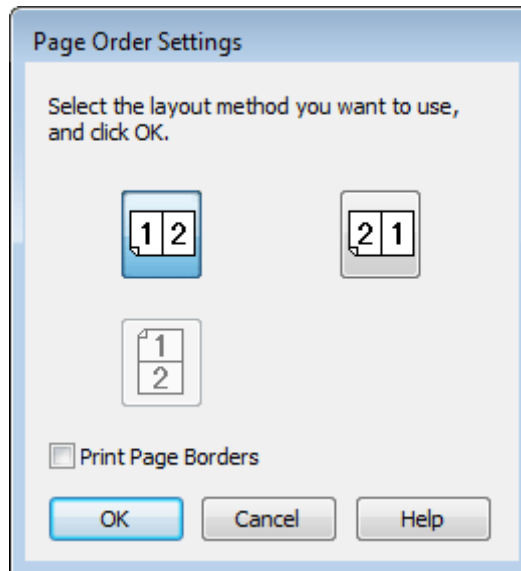 Page Order Settings
Select the layout method you want to use,
and click OK.
1 2
2 1
1
2
Print Page Borders
OK Cancel Help